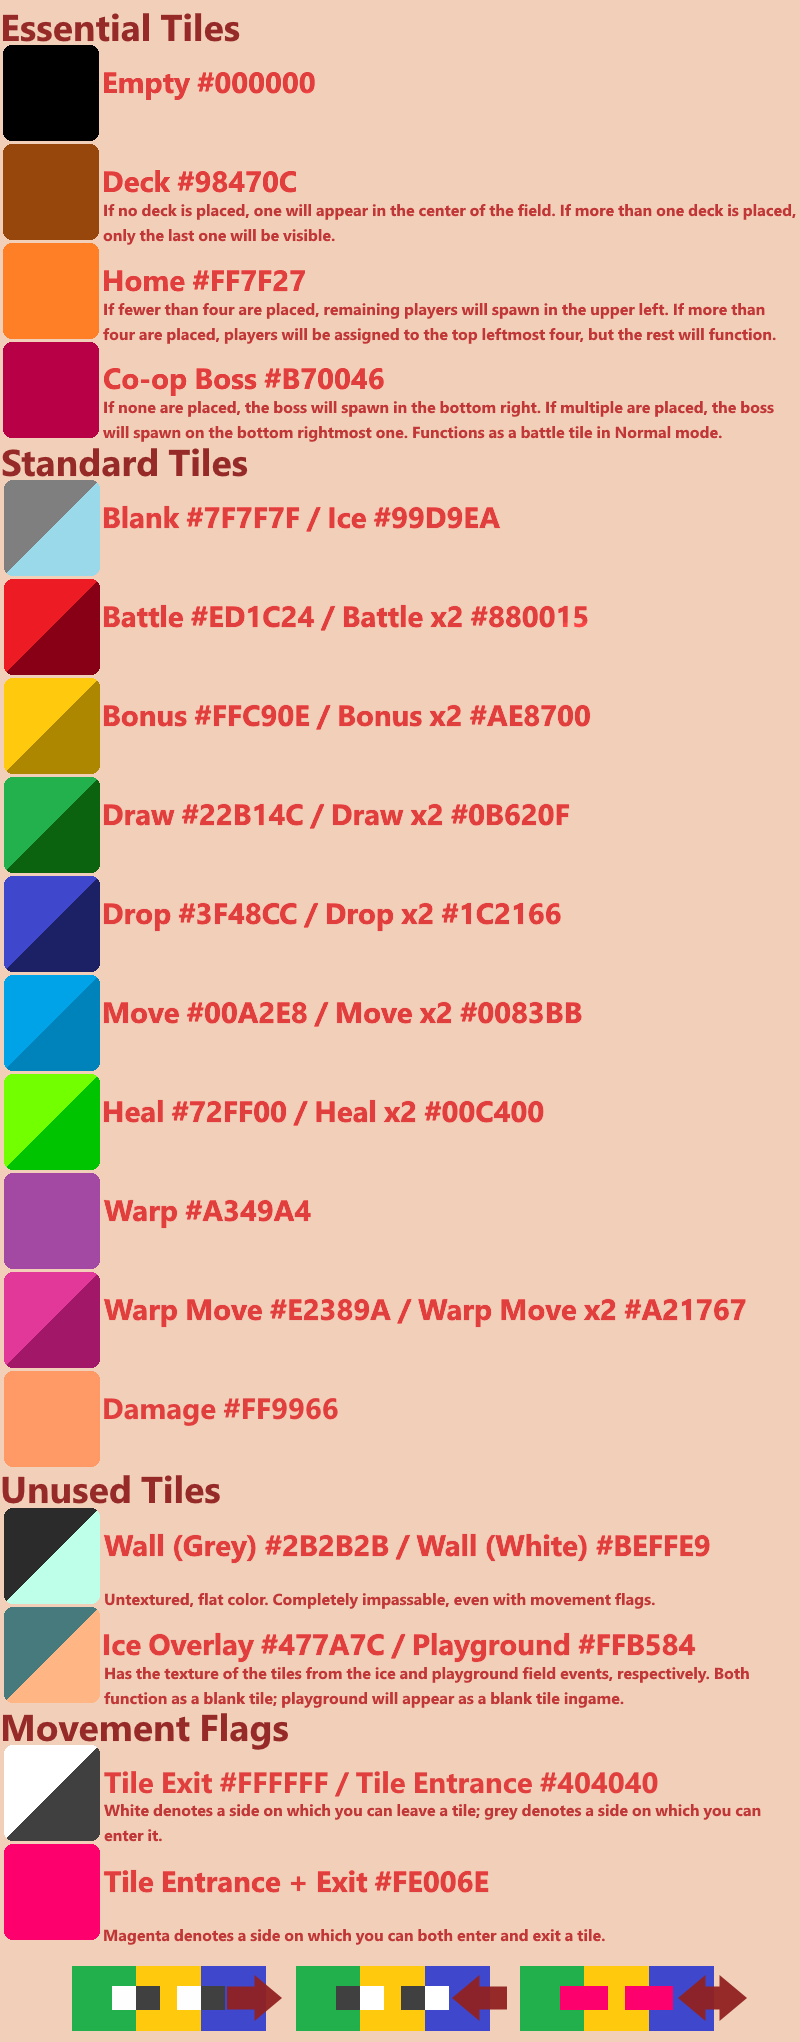 Essential Tiles
Empty #000000
Deck #98470C
If no deck is placed, one will appear in the center of the field. If more than one deck is placed,
only the last one will be visible.
Home #FF7F27
If fewer than four are placed, remaining players will spawn in the upper left. If more than
four are placed, players will be assigned to the top leftmost four, but the rest will function.
Co-op Boss #B70046
If none are placed, the boss will spawn in the bottom right. If multiple are placed, the boss
will spawn on the bottom rightmost one. Functions as a battle tile in Normal mode.
Standard Tiles
Blank #7F7F7F / Ice #99D9EA
Battle #ED1C24 / Battle x2 #880015
Bonus #FFC90E / Bonus x2 #AE8700
Draw #22B14C / Draw x2 #0B620F
Drop #3F48CC / Drop x2 #1C2166
Move #00A2E8 / Move x2 #0083BB
Heal #72FF00 / Heal x2 #00C400
Warp #A349A4
Warp Move #E2389A / Warp Move x2 #A21767
Damage #FF9966
Unused Tiles
Wall (Grey) #2B2B2B / Wall (White) #BEFFE9
Untextured, flat color. Completely impassable, even with movement flags.
Ice Overlay #477A7C / Playground #FFB584
Has the texture of the tiles from the ice and playground field events, respectively. Both
function as a blank tile; playground will appear as a blank tile ingame.
Movement Flags
Tile Exit #FFFFFF / Tile Entrance #404040
White denotes a side on which you can leave a tile; grey denotes a side on which you can
enter it.
Tile Entrance + Exit #FE006E
Magenta denotes a side on which you can both enter and exit a tile.